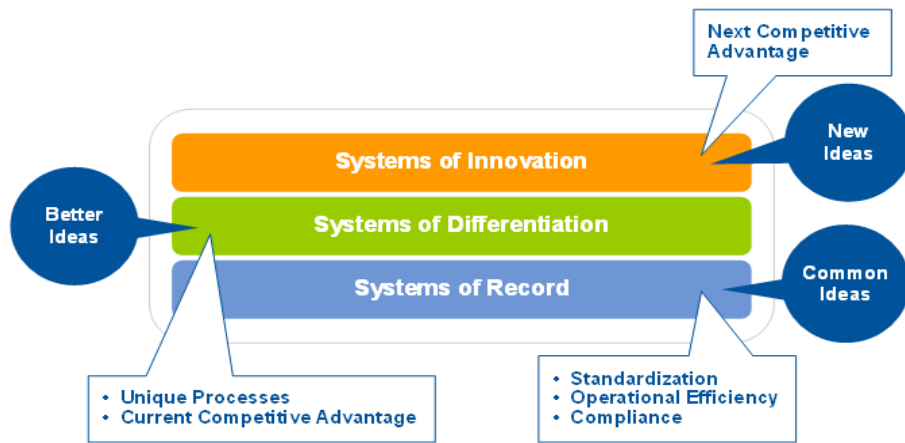 Next Competitive
Advantage
New
Ideas
Systems of Innovation
Better
Ideas
Systems of Differentiation
Systems of Record
Common
Ideas
• Unique Processes
• Current Competitive Advantage
• Standardization
• Operational Efficiency
• Compliance